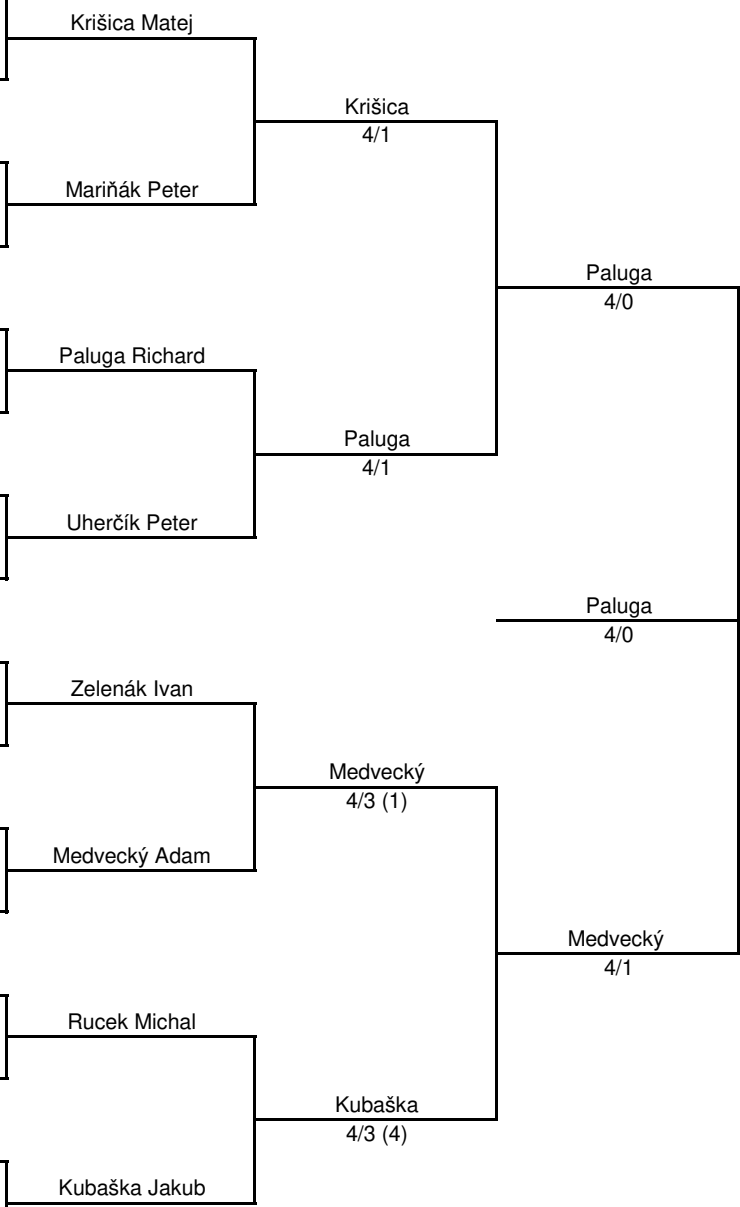 Krišica Matej
Krišica
4/1
Mariňák Peter
Paluga
4/0
Paluga Richard
Paluga
4/1
Uherčík Peter
Paluga
4/0
Zelenák Ivan
Medvecký
4/3 (1)
Medvecký Adam
Medvecký
4/1
Rucek Michal
Kubaška
4/3 (4)
Kubaška Jakub